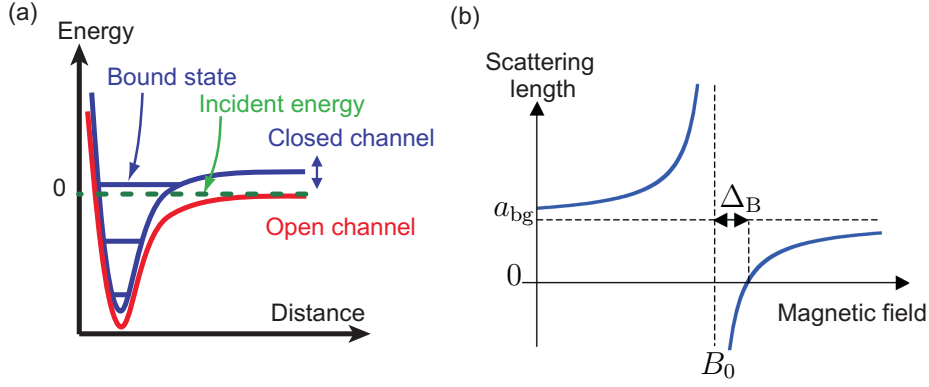 (a)
Energy
Bound state
Incident energy
Closed channel
0
Open channel
Distance
(b)
Scattering
length
a_bg
Δ_B
0
Magnetic field
B_0